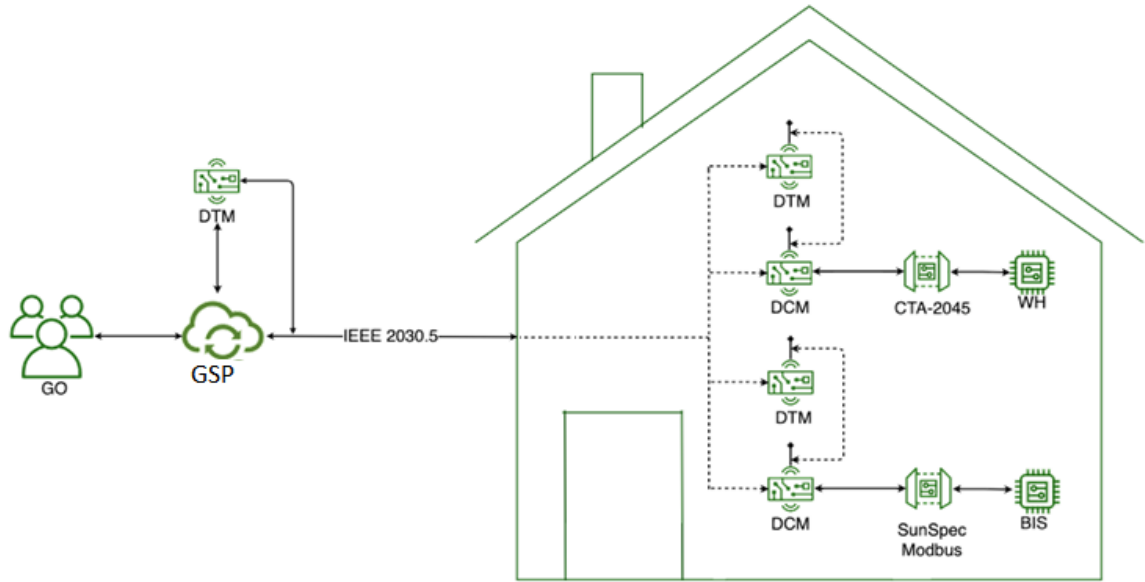 DTM
GO
GSP
IEEE 2030.5
DTM
DCM
CTA-2045
WH
DTM
DCM
SunSpec
Modbus
BIS